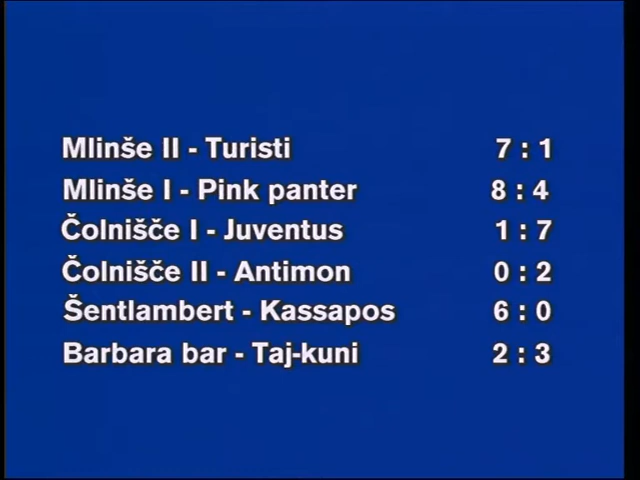 Mlinše II - Turisti 7 : 1
Mlinše I - Pink panter 8 : 4
Čolnišče I - Juventus 1 : 7
Čolnišče II - Antimon 0 : 2
Šentlambert - Kassapos 6 : 0
Barbara bar - Taj-kuni 2 : 3